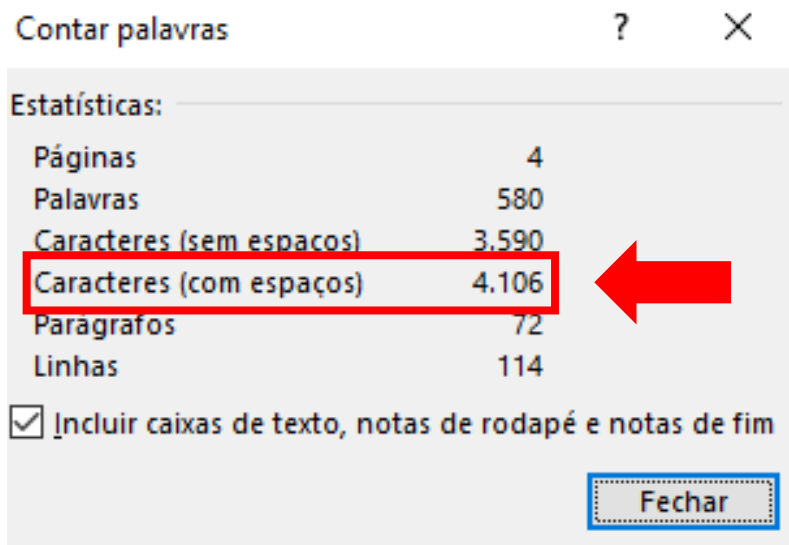 Contar palavras ? ×
Estatísticas:
Páginas 4
Palavras 580
Caracteres (sem espaços) 3.590
Caracteres (com espaços) 4.106
Parágrafos 72
Linhas 114
Incluir caixas de texto, notas de rodapé e notas de fim
Fechar